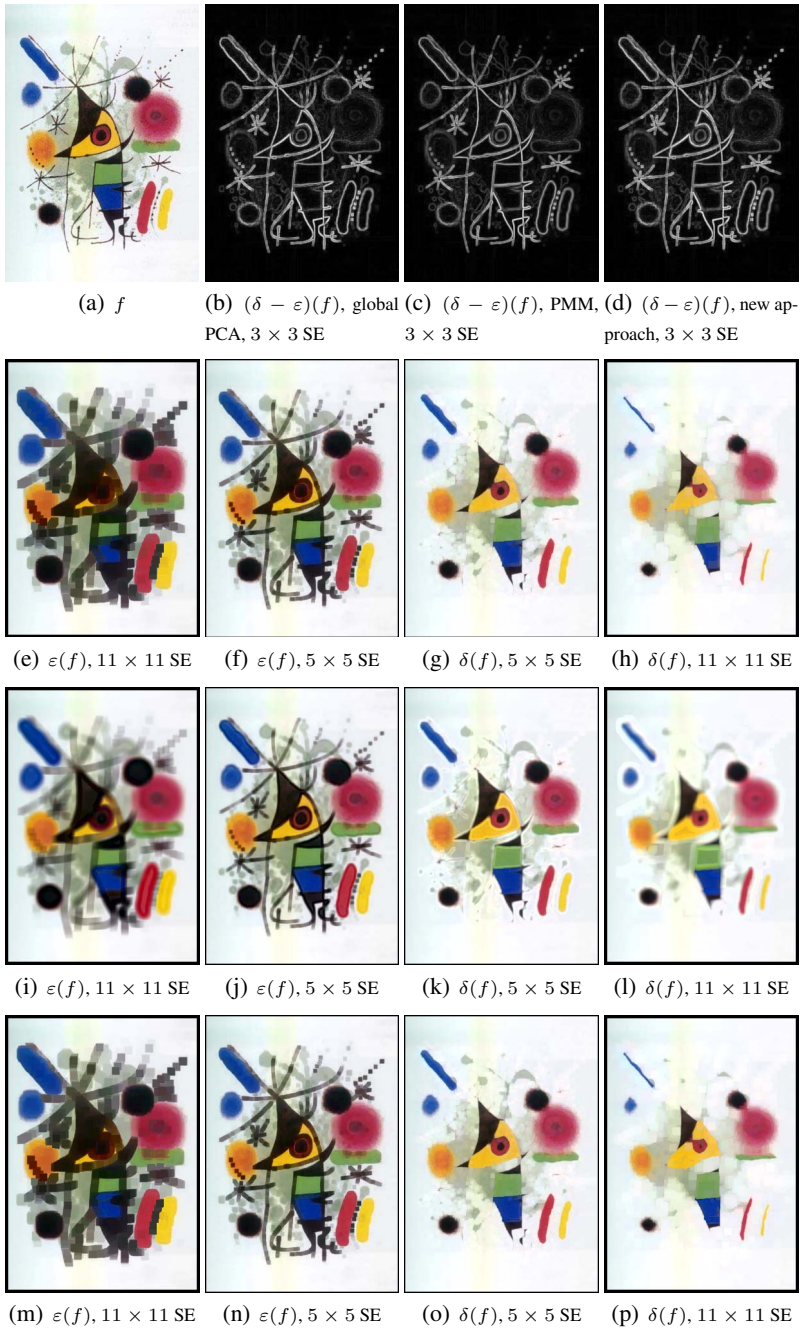 (a) f
(b) (δ − ε)(f), global
PCA, 3 × 3 SE
(c) (δ − ε)(f), PMM,
3 × 3 SE
(d) (δ − ε)(f), new ap-
proach, 3 × 3 SE
(e) ε(f), 11 × 11 SE
(f) ε(f), 5 × 5 SE
(g) δ(f), 5 × 5 SE
(h) δ(f), 11 × 11 SE
(i) ε(f), 11 × 11 SE
(j) ε(f), 5 × 5 SE
(k) δ(f), 5 × 5 SE
(l) δ(f), 11 × 11 SE
(m) ε(f), 11 × 11 SE
(n) ε(f), 5 × 5 SE
(o) δ(f), 5 × 5 SE
(p) δ(f), 11 × 11 SE